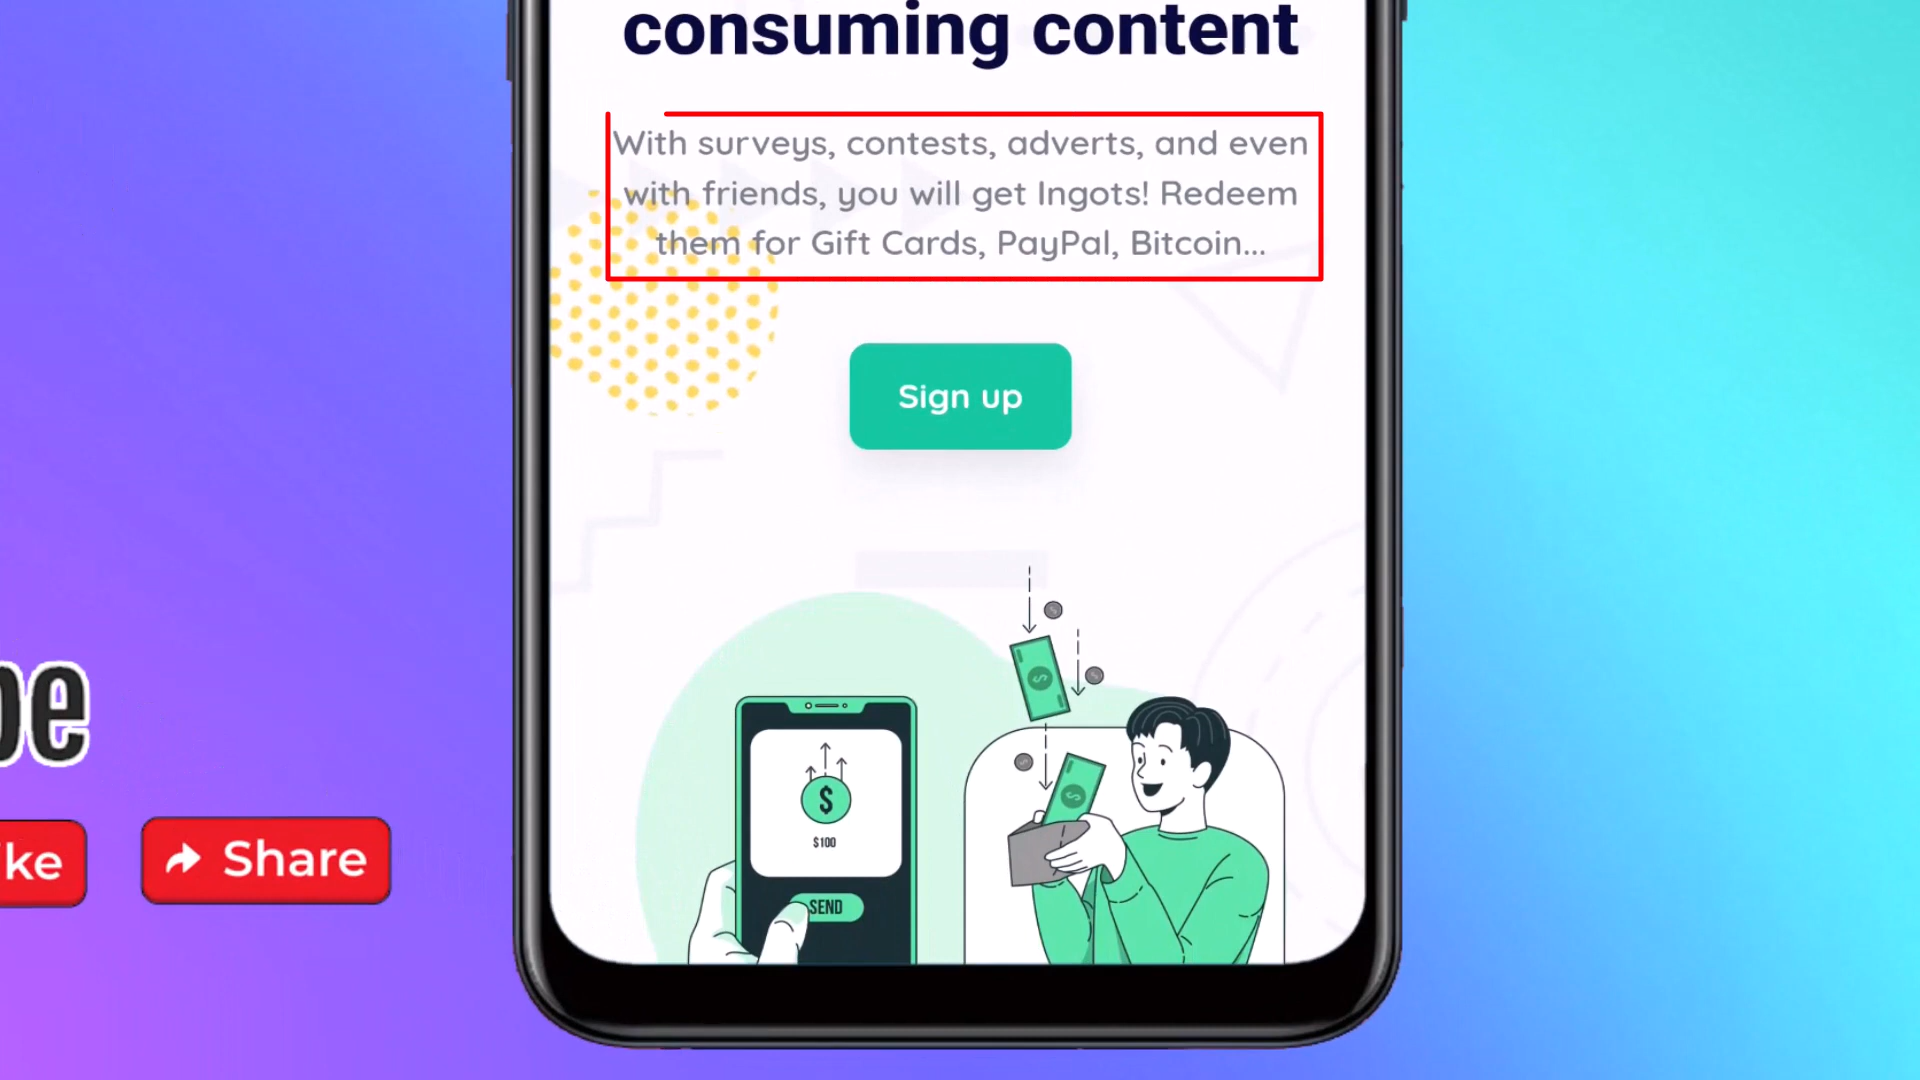 consuming content
With surveys, contests, adverts, and even
with friends, you will get Ingots! Redeem
them for Gift Cards, PayPal, Bitcoin...
Sign up
$
$100
SEND
be
ke
Share